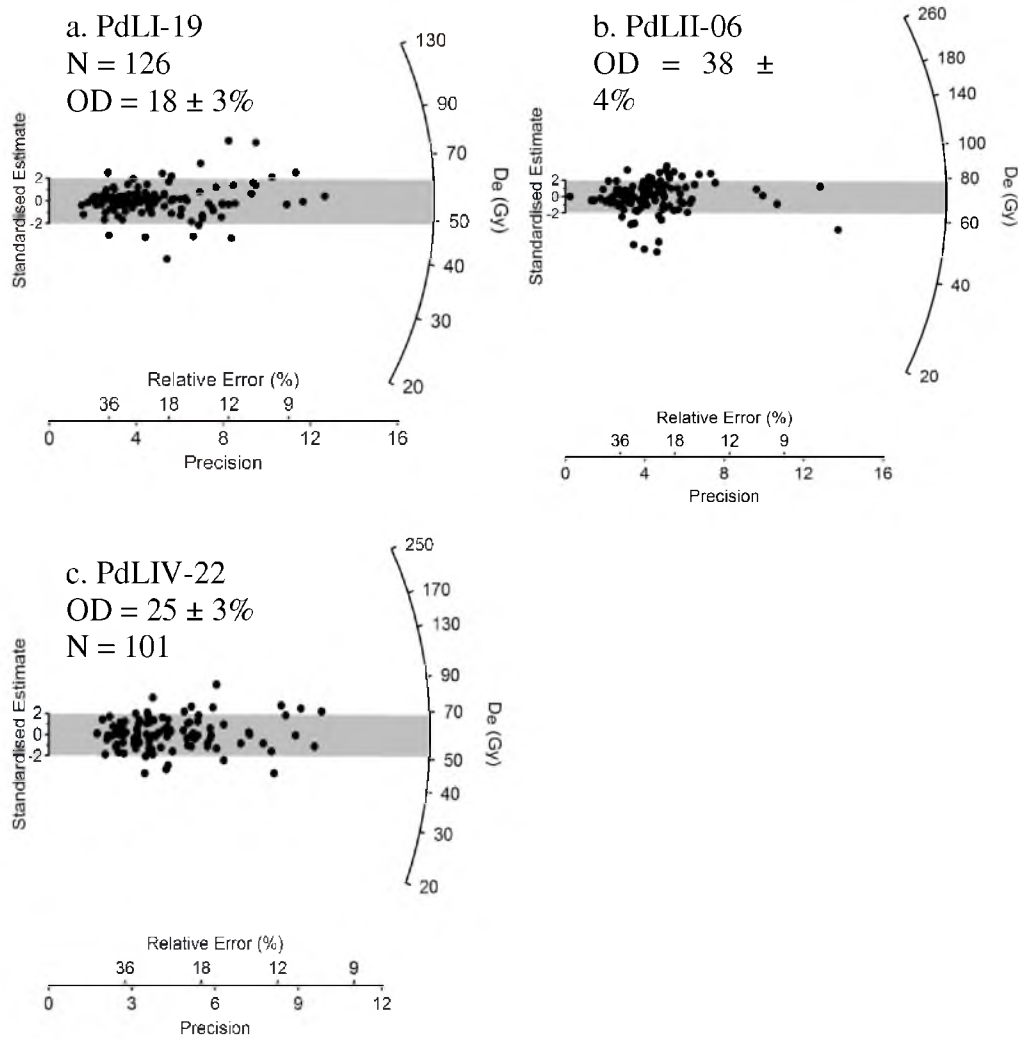 a. PdLI-19
N = 126
OD = 18 ± 3%
130
90
70
50
40
30
20
De (Gy)
Standardised Estimate
2
0
-2
Relative Error (%)
36 18 12 9
0 4 8 12 16
Precision
b. PdLII-06
OD = 38 ±
4%
260
180
140
100
80
70
60
40
20
De (Gy)
Standardised Estimate
2
0
-2
Relative Error (%)
36 18 12 9
0 4 8 12 16
Precision
c. PdLIV-22
OD = 25 ± 3%
N = 101
250
170
130
90
70
50
40
30
20
De (Gy)
Standardised Estimate
2
0
-2
Relative Error (%)
36 18 12 9
0 3 6 9 12
Precision